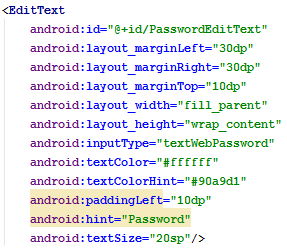 <EditText
android:id="@+id/PasswordEditText"
android:layout_marginLeft="30dp"
android:layout_marginRight="30dp"
android:layout_marginTop="10dp"
android:layout_width="fill_parent"
android:layout_height="wrap_content"
android:inputType="textWebPassword"
android:textColor="#ffffff"
android:textColorHint="#90a9d1"
android:paddingLeft="10dp"
android:hint="Password"
android:textSize="20sp"/>